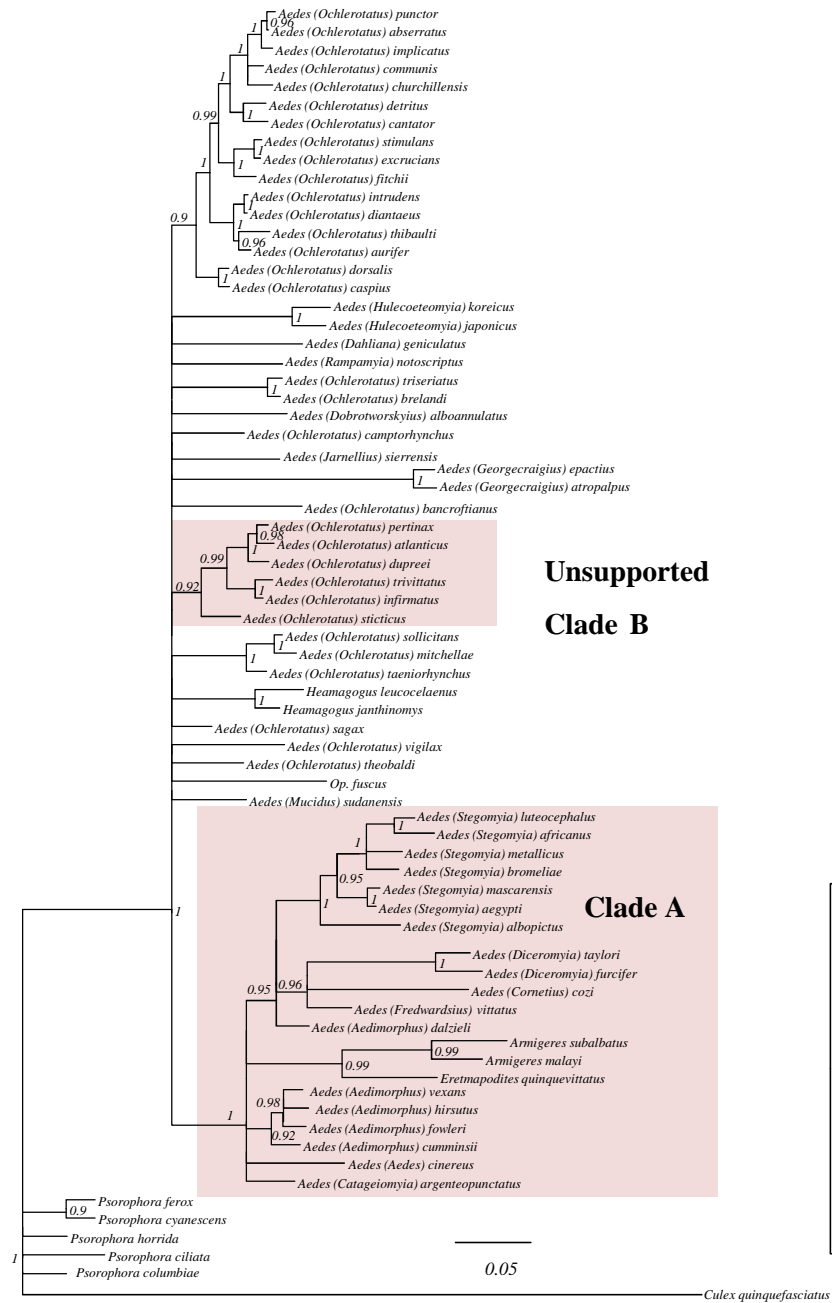 Aedes (Ochlerotatus) punctor
0.96
1
Aedes (Ochlerotatus) abserratus
1
Aedes (Ochlerotatus) implicatus
Aedes (Ochlerotatus) communis
1
Aedes (Ochlerotatus) churchillensis
Aedes (Ochlerotatus) detritus
0.99
1
Aedes (Ochlerotatus) cantator
Aedes (Ochlerotatus) stimulans
1
Aedes (Ochlerotatus) excrucians
1
1
Aedes (Ochlerotatus) fitchii
Aedes (Ochlerotatus) intrudens
1
Aedes (Ochlerotatus) diantaeus
0.9
1
Aedes (Ochlerotatus) thibaulti
0.96
Aedes (Ochlerotatus) aurifer
Aedes (Ochlerotatus) dorsalis
1
Aedes (Ochlerotatus) caspius
Aedes (Hulecoeteomyia) koreicus
1
Aedes (Hulecoeteomyia) japonicus
Aedes (Dahliana) geniculatus
Aedes (Rampamyia) notoscriptus
Aedes (Ochlerotatus) triseriatus
1
Aedes (Ochlerotatus) brelandi
Aedes (Dobrotworskyius) alboannulatus
Aedes (Ochlerotatus) camptorhynchus
Aedes (Jarnellius) sierrensis
Aedes (Georgecraigius) epactius
1
Aedes (Georgecraigius) atropalpus
Aedes (Ochlerotatus) bancroftianus
Aedes (Ochlerotatus) pertinax
0.98
1
Aedes (Ochlerotatus) atlanticus
0.99
Aedes (Ochlerotatus) dupreei
Unsupported
Aedes (Ochlerotatus) trivittatus
0.92
1
Aedes (Ochlerotatus) infirmatus
Aedes (Ochlerotatus) sticticus
Clade B
Aedes (Ochlerotatus) sollicitans
1
Aedes (Ochlerotatus) mitchellae
1
Aedes (Ochlerotatus) taeniorhynchus
Heamagogus leucocelaenus
1
Heamagogus janthinomys
Aedes (Ochlerotatus) sagax
Aedes (Ochlerotatus) vigilax
Aedes (Ochlerotatus) theobaldi
Op. fuscus
Aedes (Mucidus) sudanensis
Aedes (Stegomyia) luteocephalus
1
Aedes (Stegomyia) africanus
1
Aedes (Stegomyia) metallicus
Aedes (Stegomyia) bromeliae
0.95
Aedes (Stegomyia) mascarensis
1
1
Aedes (Stegomyia) aegypti
Clade A
1
Aedes (Stegomyia) albopictus
Aedes (Diceromyia) taylori
1
Aedes (Diceromyia) furcifer
0.95
0.96
Aedes (Cornetius) cozi
Aedes (Fredwardsius) vittatus
Aedes (Aedimorphus) dalzieli
Armigeres subalbatus
0.99
Armigeres malayi
0.99
Eretmapodites quinquevittatus
Aedes (Aedimorphus) vexans
0.98
Aedes (Aedimorphus) hirsutus
1
Aedes (Aedimorphus) fowleri
0.92
Aedes (Aedimorphus) cumminsii
Aedes (Aedes) cinereus
Aedes (Catageiomyia) argenteopunctatus
Psorophora ferox
0.9
Psorophora cyanescens
Psorophora horrida
1
Psorophora ciliata
Psorophora columbiae
0.05
Culex quinquefasciatus